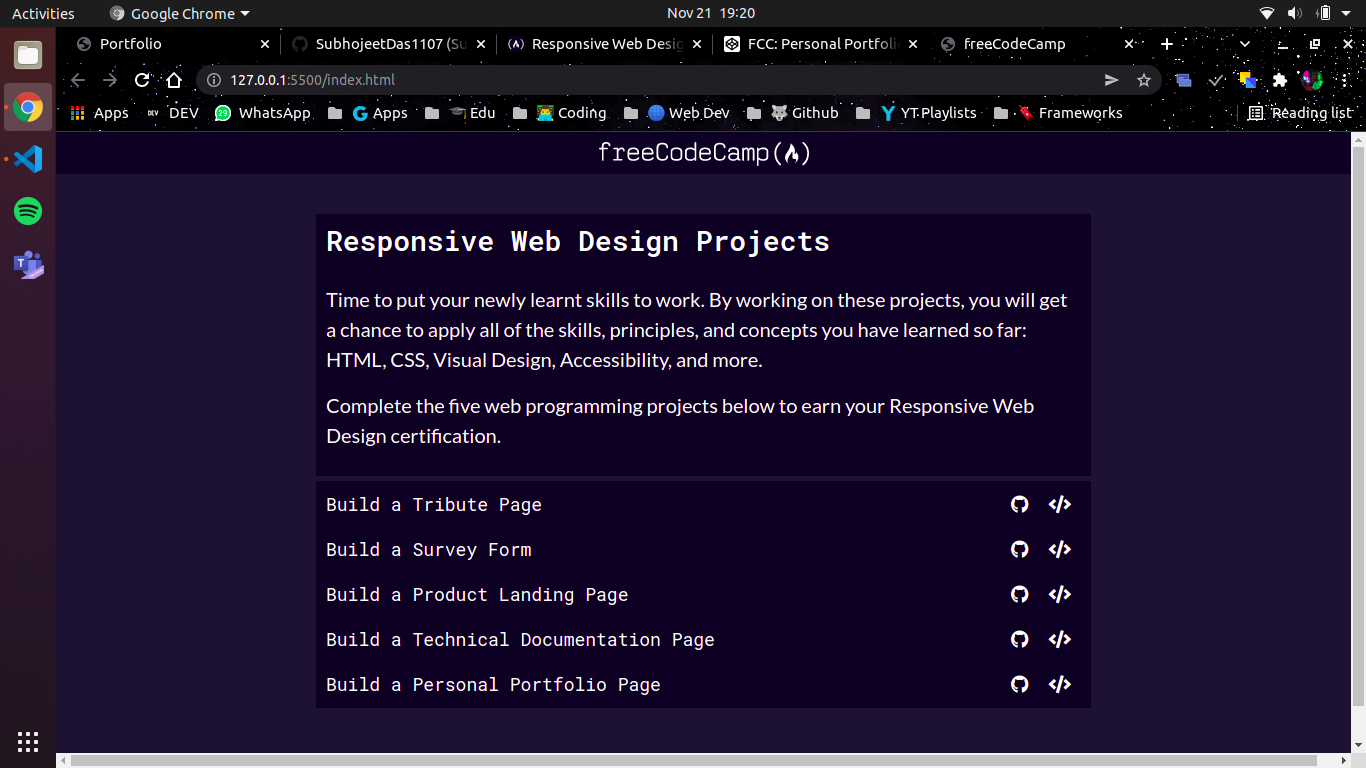 Activities Google Chrome Nov 21 19:20
Portfolio SubhojeetDas1107 (Su Responsive Web Desig FCC: Personal Portfoli freeCodeCamp
127.0.0.1:5500/index.html
Apps DEV DEV 29 WhatsApp Apps Edu Coding Web Dev Github YT Playlists Frameworks Reading list
freeCodeCamp(🔥)
Responsive Web Design Projects
Time to put your newly learnt skills to work. By working on these projects, you will get
a chance to apply all of the skills, principles, and concepts you have learned so far:
HTML, CSS, Visual Design, Accessibility, and more.
Complete the five web programming projects below to earn your Responsive Web
Design certification.
Build a Tribute Page
Build a Survey Form
Build a Product Landing Page
Build a Technical Documentation Page
Build a Personal Portfolio Page